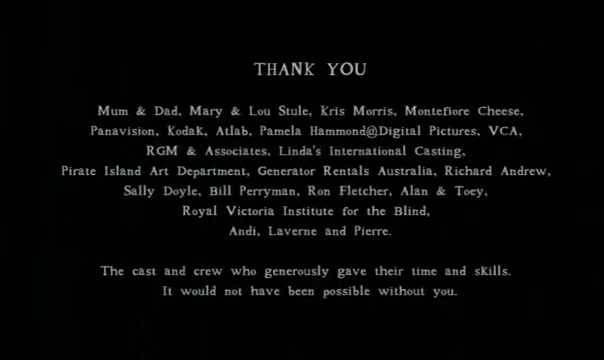 THANK YOU
Mum & Dad, Mary & Lou Stule, Kris Morris, Montefiore Cheese,
Panavision, Kodak, Atlab, Pamela Hammond@Digital Pictures, VCA,
RGM & Associates, Linda's International Casting,
Pirate Island Art Department, Generator Rentals Australia, Richard Andrew,
Sally Doyle, Bill Perryman, Ron Fletcher, Alan & Toey,
Royal Victoria Institute for the Blind,
Andi, Laverne and Pierre.
The cast and crew who generously gave their time and skills.
It would not have been possible without you.